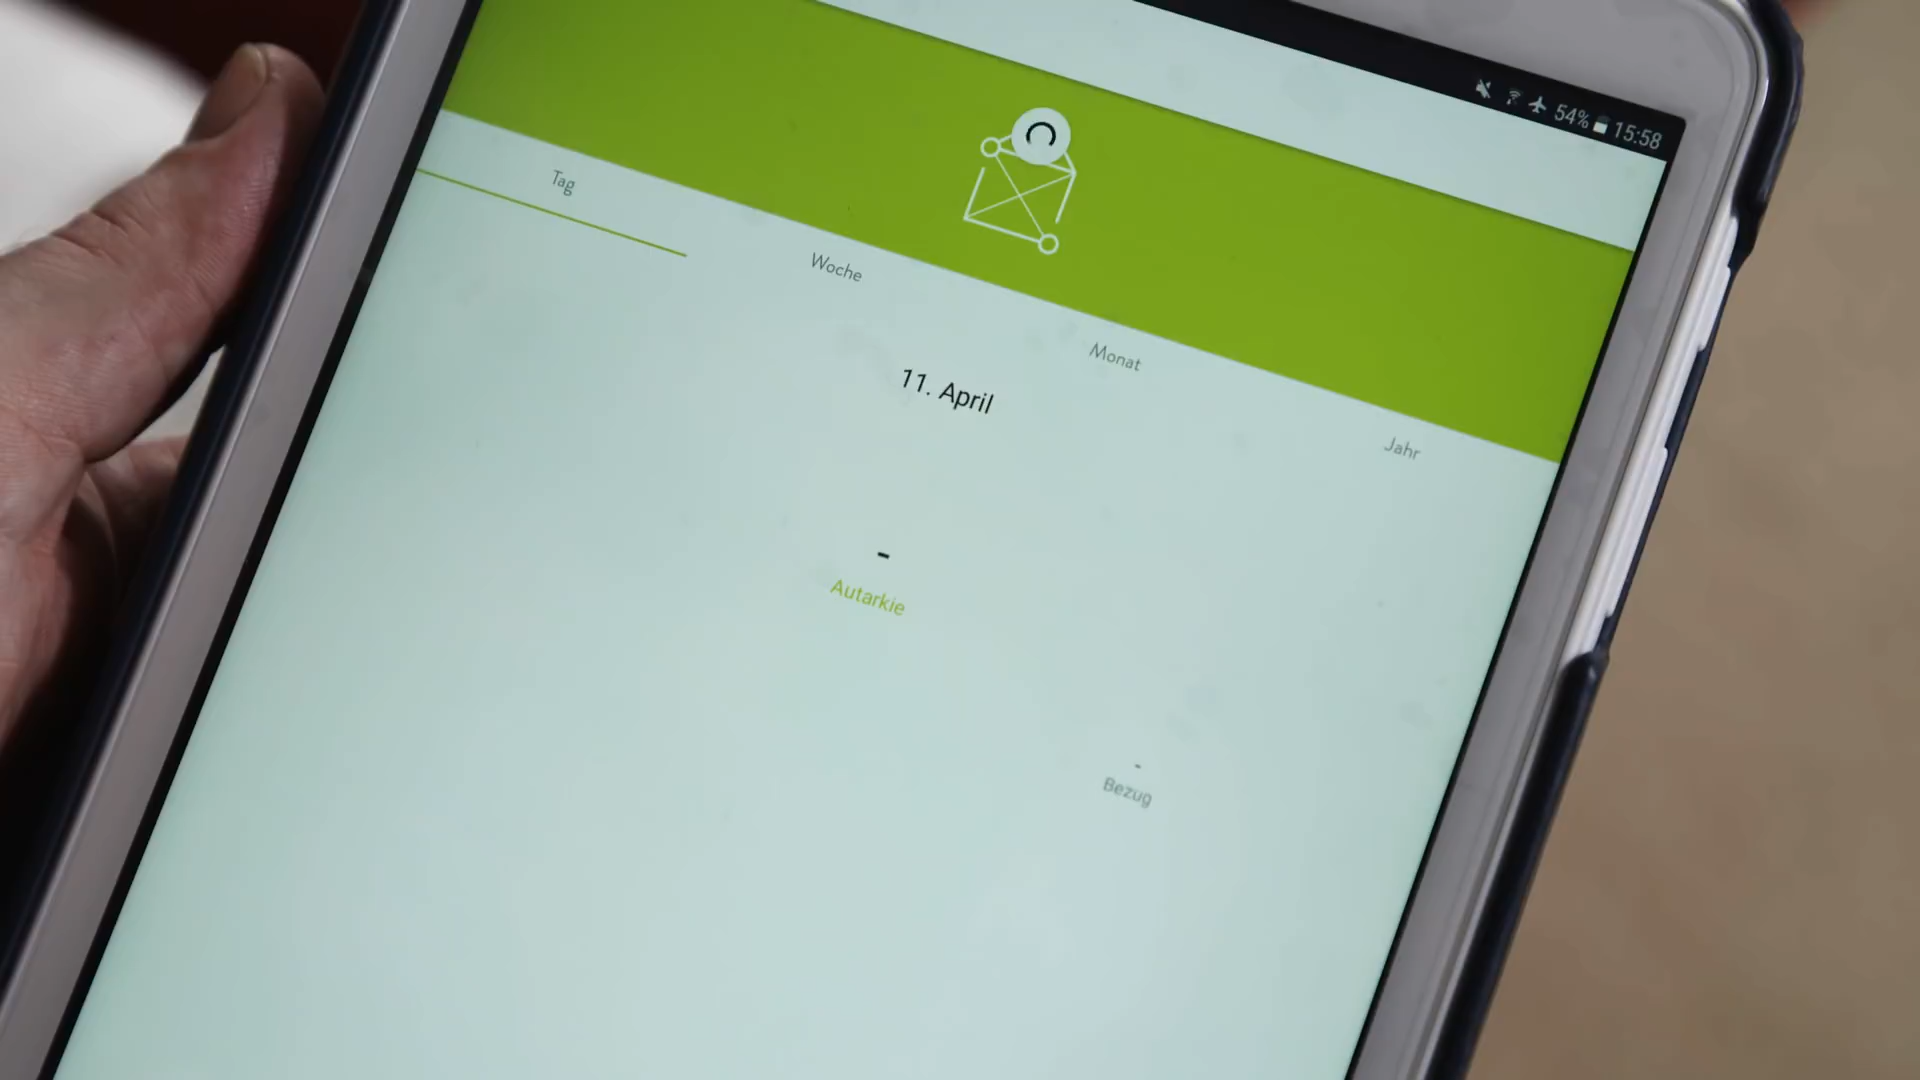 54% 15:58
Tag
Woche
Monat
Jahr
11. April
-
Autarkie
-
Bezug